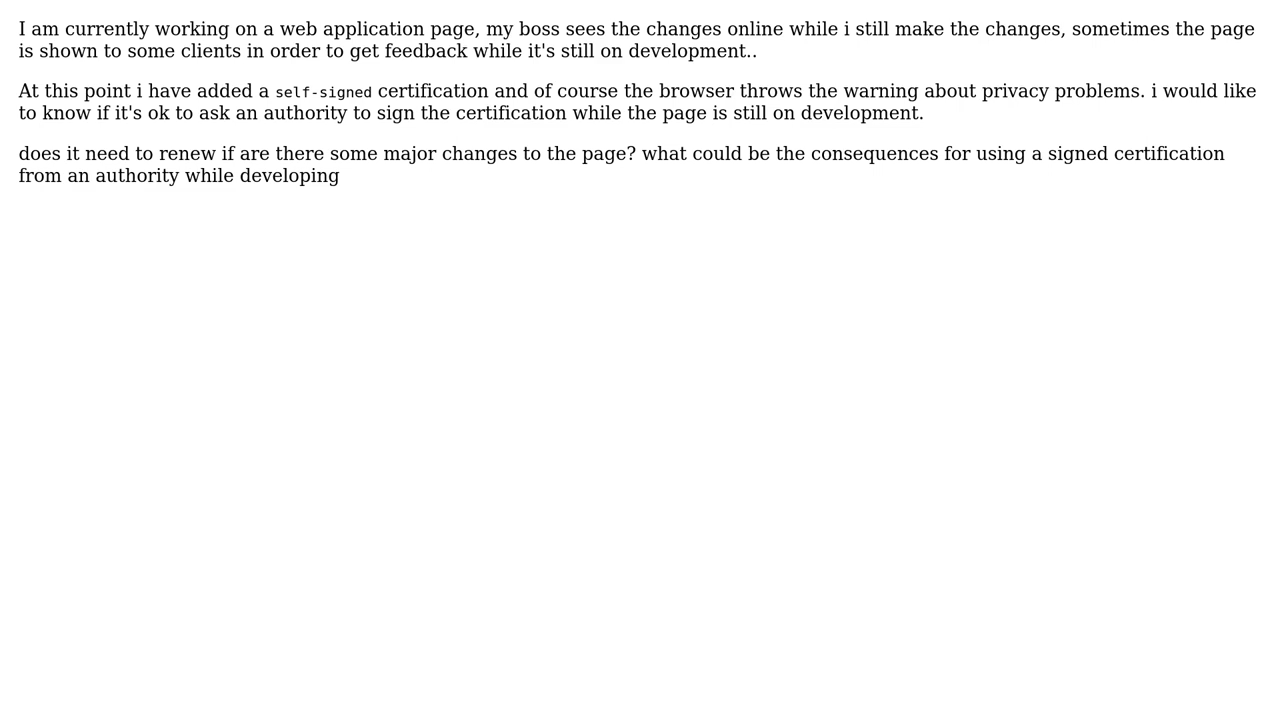 I am currently working on a web application page, my boss sees the changes online while i still make the changes, sometimes the page
is shown to some clients in order to get feedback while it's still on development..
At this point i have added a self-signed certification and of course the browser throws the warning about privacy problems. i would like
to know if it's ok to ask an authority to sign the certification while the page is still on development.
does it need to renew if are there some major changes to the page? what could be the consequences for using a signed certification
from an authority while developing